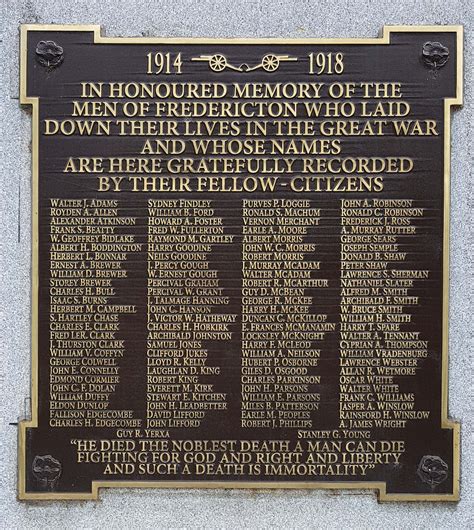 1914 1918
IN HONOURED MEMORY OF THE
MEN OF FREDERICTON WHO LAID
DOWN THEIR LIVES IN THE GREAT WAR
AND WHOSE NAMES
ARE HERE GRATEFULLY RECORDED
BY THEIR FELLOW-CITIZENS
WALTER J. ADAMS
ROYDEN A. ALLEN
ALEXANDER ATKINSON
FRANK S. BEATTY
W. GEOFFREY BIDLAKE
ALBERT H. BODDINGTON
HERBERT L. BONNAR
ERNEST A. BREWER
WILLIAM D. BREWER
STOREY BREWER
CHARLES H. BULL
ISAAC S. BURNS
HERBERT M. CAMPBELL
S. HARTLEY CHASE
CHARLES E. CLARK
FRED LER. CLARK
J. THURSTON CLARK
WILLIAM V. COFFYN
GEORGE COLWELL
JOHN E. CONNELLY
EDMUND CORMIER
JOHN C. F. DOLAN
WILLIAM DUFFY
ELDON DUNLOP
FALLISON EDGECOMBE
CHARLES H. EDGECOMBE
SYDNEY FINDLEY
WILLIAM B. FORD
HOWARD A. FOSTER
FRED W. FULLERTON
RAYMOND M. GARTLEY
HARRY GOODINE
NEILS GOODINE
J. PERCY GOUGH
W. ERNEST GOUGH
PERCIVAL GRAHAM
PERCIVAL W. GRANT
J. TALMAGE HANNING
JOHN C. HANSON
J. VICTOR W. HATHEWAY
CHARLES H. HOBKIRK
ARCHIBALD JOHNSTON
SAMUEL JONES
CLIFFORD JUKES
LLOYD R. KELLY
LAUGHLAN D. KING
ROBERT KING
EVERETT M. KIRK
STEWART E. KITCHEN
JOHN H. LEADBETTER
DAVID LIFFORD
JOHN LIFFORD
PURVES P. LOGGIE
RONALD S. MACHUM
VERNON MERCHANT
EARLE A. MOORE
ALBERT MORRIS
JOHN W. C. MORRIS
ROBERT MORRIS
J. MURRAY MCADAM
WALTER MCADAM
ROBERT R. MCARTHUR
GUY D. MCBEAN
GEORGE R. MCKEE
HARRY H. MCKEE
DUNCAN C. MCKILLOP
E. FRANCES MCMANAMIN
LOCKSLEY MCKNIGHT
HARRY F. MCLEOD
WILLIAM A. NEILSON
HUBERT P. OSBORNE
GILES D. OSGOOD
CHARLES PARKINSON
JOHN H. PARSONS
WILLIAM E. PARSONS
MILES B. PATTERSON
EARLE M. PEOPLES
ROBERT J. PHILLIPS
JOHN A. ROBINSON
RONALD C. ROBINSON
FREDERICK J. ROSS
A. MURRAY RUTTER
GEORGE SEARS
JOSEPH SEMPLE
DONALD B. SHAW
PETER SHAW
LAWRENCE S. SHERMAN
NATHANIEL SLATER
ALFRED M. SMITH
ARCHIBALD F. SMITH
W. BRUCE SMITH
WILLIAM H. SMITH
HARRY T. SPARE
WALTER A. TENNANT
CYPRIAN A. THOMPSON
WILLIAM VRADENBURG
LAWRENCE WEBSTER
ALLAN R. WETMORE
OSCAR WHITE
WALTER WHITE
FRANK C. WILLIAMS
JASPER A. WINSLOW
RAINSFORD H. WINSLOW
A. JAMES WRIGHT
GUY R. YERXA STANLEY G. YOUNG
"HE DIED THE NOBLEST DEATH A MAN CAN DIE
FIGHTING FOR GOD AND RIGHT AND LIBERTY
AND SUCH A DEATH IS IMMORTALITY"